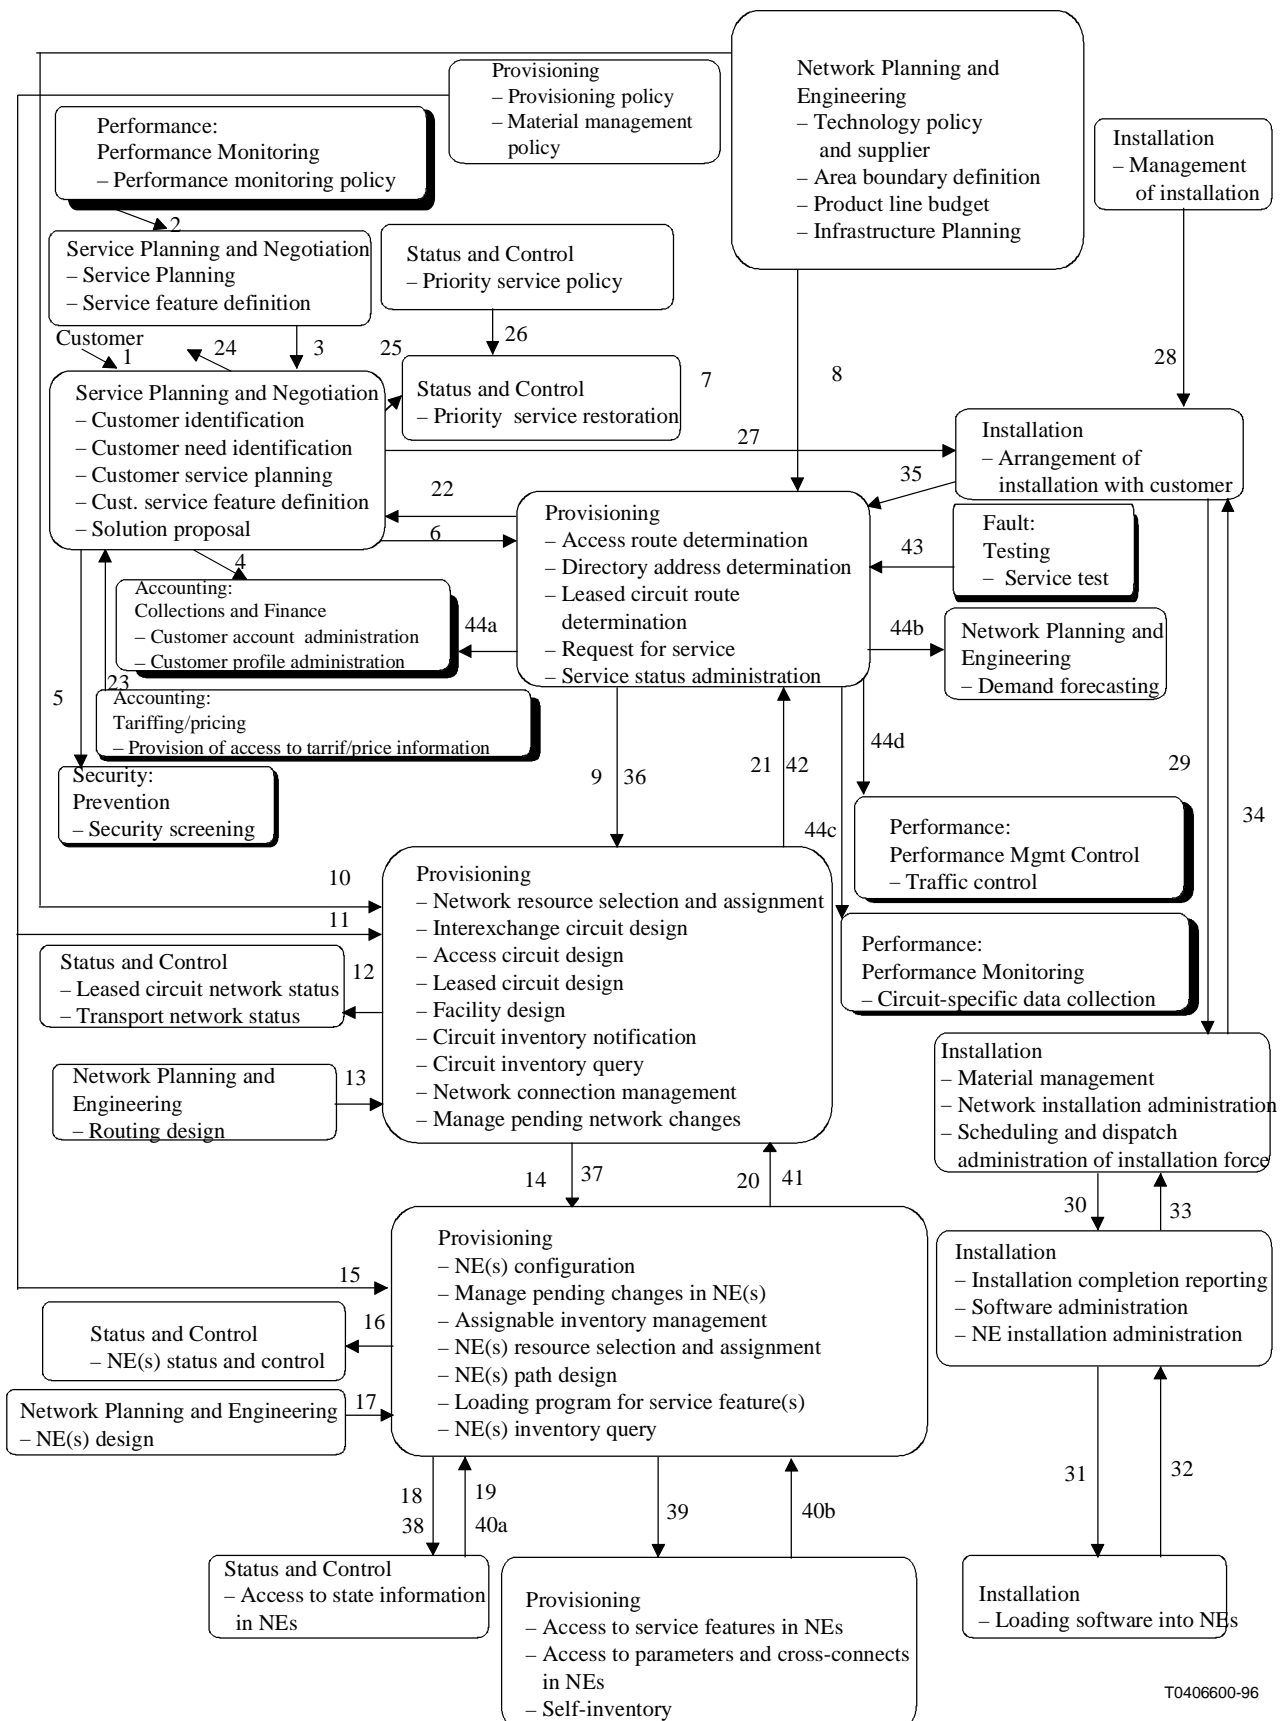 Provisioning
– Provisioning policy
– Material management
policy
Network Planning and
Engineering
– Technology policy
and supplier
– Area boundary definition
– Product line budget
– Infrastructure Planning
Installation
– Management
of installation
Performance:
Performance Monitoring
– Performance monitoring policy
2
Service Planning and Negotiation
– Service Planning
– Service feature definition
Status and Control
– Priority service policy
Customer
1
24
3
25
26
7
8
28
Service Planning and Negotiation
– Customer identification
– Customer need identification
– Customer service planning
– Cust. service feature definition
– Solution proposal
Status and Control
– Priority service restoration
27
Installation
– Arrangement of
installation with customer
35
22
6
Provisioning
– Access route determination
– Directory address determination
– Leased circuit route
determination
– Request for service
– Service status administration
43
Fault:
Testing
– Service test
4
Accounting:
Collections and Finance
– Customer account administration
– Customer profile administration
44a
44b
Network Planning and
Engineering
– Demand forecasting
5
23
Accounting:
Tariffing/pricing
– Provision of access to tarrif/price information
Security:
Prevention
– Security screening
9
36
21
42
44d
44c
29
34
Performance:
Performance Mgmt Control
– Traffic control
10
11
Provisioning
– Network resource selection and assignment
– Interexchange circuit design
– Access circuit design
– Leased circuit design
– Facility design
– Circuit inventory notification
– Circuit inventory query
– Network connection management
– Manage pending network changes
Performance:
Performance Monitoring
– Circuit-specific data collection
Status and Control
– Leased circuit network status
– Transport network status
12
Network Planning and
Engineering
– Routing design
13
Installation
– Material management
– Network installation administration
– Scheduling and dispatch
administration of installation force
14
37
20
41
30
33
Provisioning
– NE(s) configuration
– Manage pending changes in NE(s)
– Assignable inventory management
– NE(s) resource selection and assignment
– NE(s) path design
– Loading program for service feature(s)
– NE(s) inventory query
Installation
– Installation completion reporting
– Software administration
– NE installation administration
15
16
Status and Control
– NE(s) status and control
17
Network Planning and Engineering
– NE(s) design
18
38
19
40a
39
40b
31
32
Status and Control
– Access to state information
in NEs
Provisioning
– Access to service features in NEs
– Access to parameters and cross-connects
in NEs
– Self-inventory
Installation
– Loading software into NEs
T0406600-96